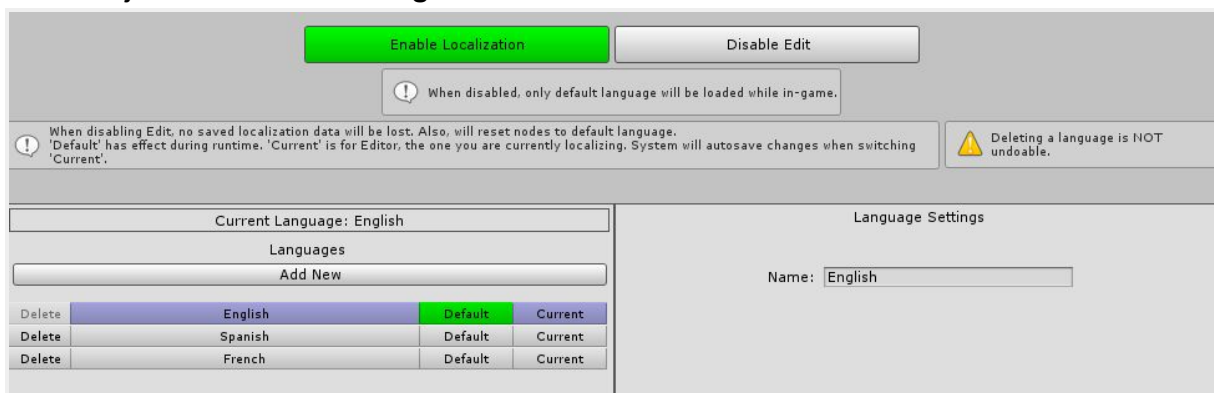 Enable Localization
Disable Edit
When disabled, only default language will be loaded while in-game.
When disabling Edit, no saved localization data will be lost. Also, will reset nodes to default language.
'Default' has effect during runtime. 'Current' is for Editor, the one you are currently localizing. System will autosave changes when switching
'Current'.
Deleting a language is NOT
undoable.
Current Language: English
Languages
Add New
Delete English Default Current
Delete Spanish Default Current
Delete French Default Current
Language Settings
Name: English